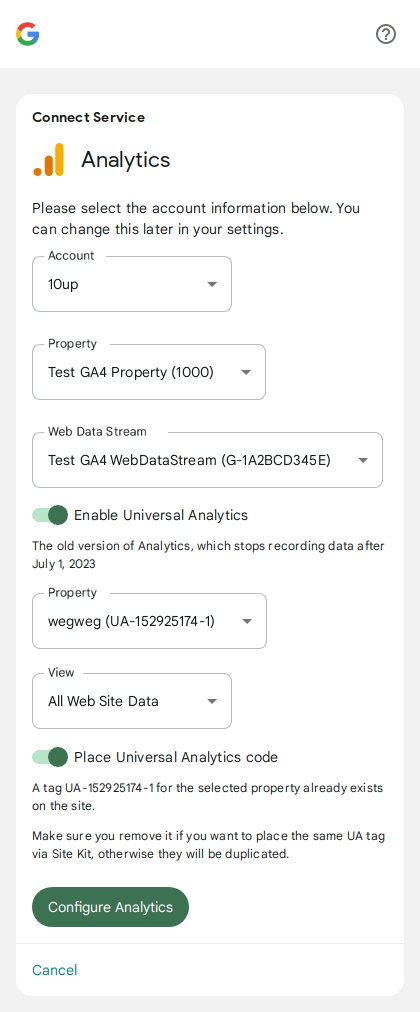 Connect Service
Analytics
Please select the account information below. You
can change this later in your settings.
Account
10up
Property
Test GA4 Property (1000)
Web Data Stream
Test GA4 WebDataStream (G-1A2BCD345E)
Enable Universal Analytics
The old version of Analytics, which stops recording data after
July 1, 2023
Property
wegweg (UA-152925174-1)
View
All Web Site Data
Place Universal Analytics code
A tag UA-152925174-1 for the selected property already exists
on the site.
Make sure you remove it if you want to place the same UA tag
via Site Kit, otherwise they will be duplicated.
Configure Analytics
Cancel